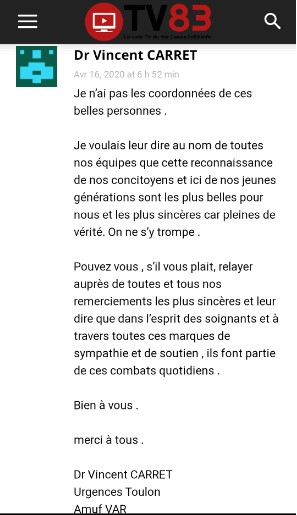 TV83
Dr Vincent CARRET
Avr 16, 2020 at 6 h 52 min
Je n'ai pas les coordonnées de ces
belles personnes .
Je voulais leur dire au nom de toutes
nos équipes que cette reconnaissance
de nos concitoyens et ici de nos jeunes
générations sont les plus belles pour
nous et les plus sincères car pleines de
vérité. On ne s'y trompe .
Pouvez vous , s'il vous plait, relayer
auprès de toutes et tous nos
remerciements les plus sincères et leur
dire que dans l'esprit des soignants et à
travers toutes ces marques de
sympathie et de soutien , ils font partie
de ces combats quotidiens .
Bien à vous .
merci à tous .
Dr Vincent CARRET
Urgences Toulon
Amuf VAR